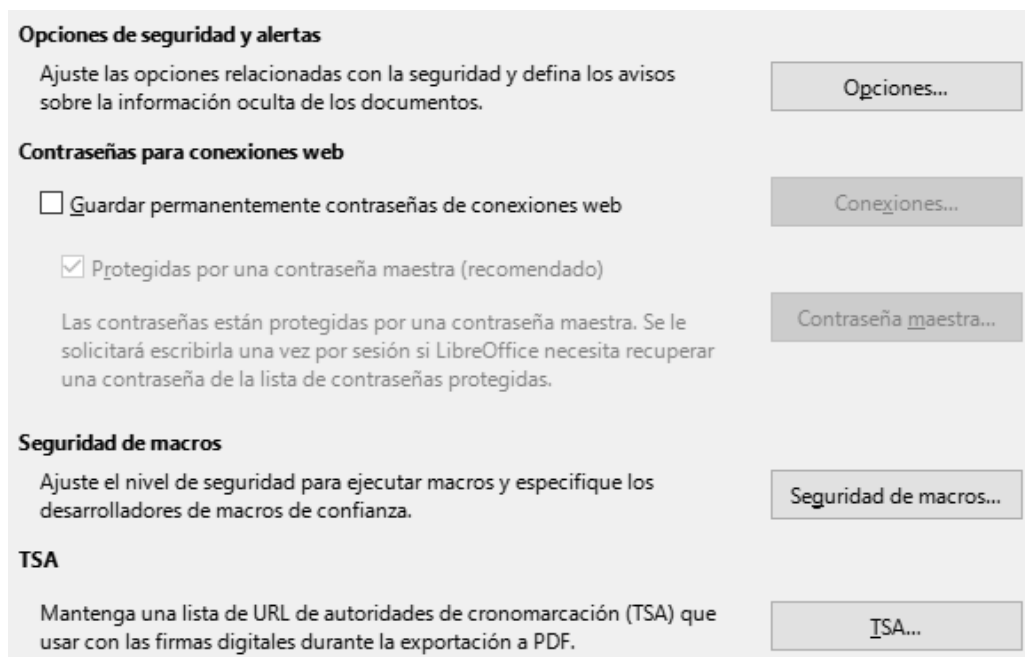 Opciones de seguridad y alertas
Ajuste las opciones relacionadas con la seguridad y defina los avisos
sobre la información oculta de los documentos.
Opciones...
Contraseñas para conexiones web
Guardar permanentemente contraseñas de conexiones web
Conexiones...
Protegidas por una contraseña maestra (recomendado)
Las contraseñas están protegidas por una contraseña maestra. Se le
solicitará escribirla una vez por sesión si LibreOffice necesita recuperar
una contraseña de la lista de contraseñas protegidas.
Contraseña maestra...
Seguridad de macros
Ajuste el nivel de seguridad para ejecutar macros y especifique los
desarrolladores de macros de confianza.
Seguridad de macros...
TSA
Mantenga una lista de URL de autoridades de cronomarcación (TSA) que
usar con las firmas digitales durante la exportación a PDF.
TSA...